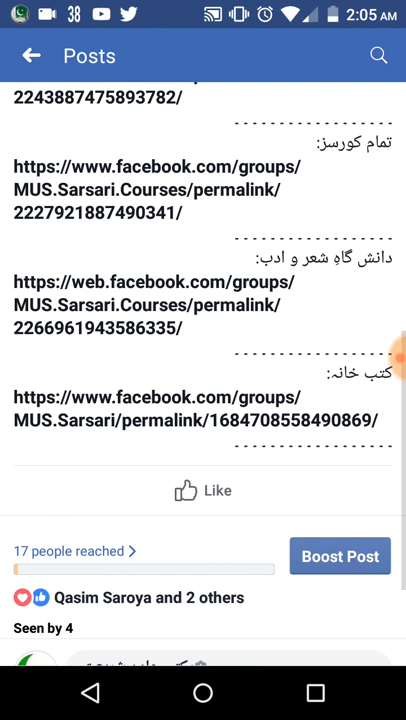 38
2:05 AM
Posts
2243887475893782/
- - - - - - - - - - - - - - - - - -
تمام کورسز:
https://www.facebook.com/groups/
MUS.Sarsari.Courses/permalink/
2227921887490341/
- - - - - - - - - - - - - - - - - -
دانش گاہِ شعر و ادب:
https://web.facebook.com/groups/
MUS.Sarsari.Courses/permalink/
2266961943586335/
- - - - - - - - - - - - - - - - - -
کتب خانہ:
https://www.facebook.com/groups/
MUS.Sarsari/permalink/1684708558490869/
- - - - - - - - - - - - - - - - - -
Like
17 people reached
Boost Post
Qasim Saroya and 2 others
Seen by 4